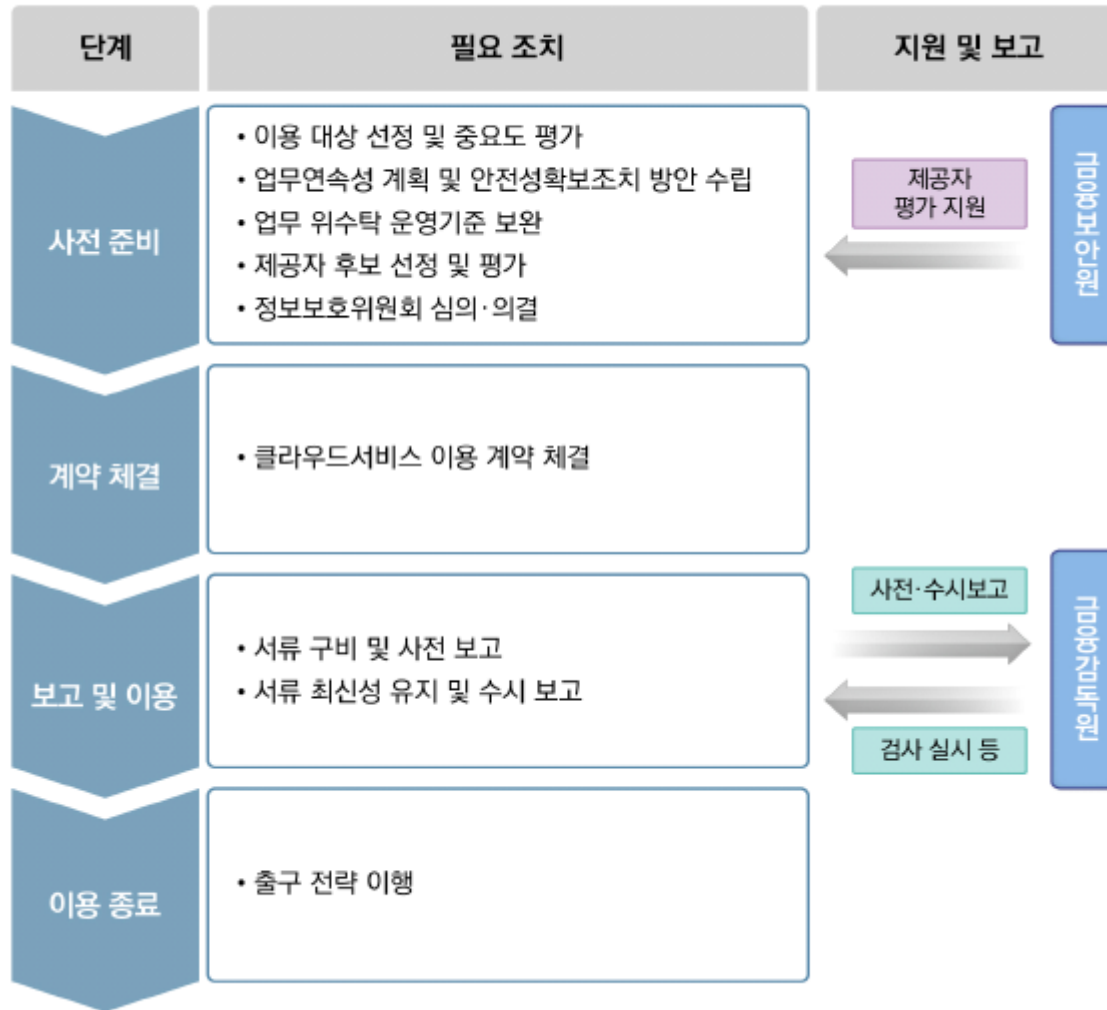 단계
필요 조치
지원 및 보고
사전 준비
• 이용 대상 선정 및 중요도 평가
• 업무연속성 계획 및 안전성확보조치 방안 수립
• 업무 위수탁 운영기준 보완
• 제공자 후보 선정 및 평가
• 정보보호위원회 심의·의결
제공자
평가 지원
금융보안원
계약 체결
• 클라우드서비스 이용 계약 체결
보고 및 이용
• 서류 구비 및 사전 보고
• 서류 최신성 유지 및 수시 보고
사전·수시보고
검사 실시 등
금융감독원
이용 종료
• 출구 전략 이행